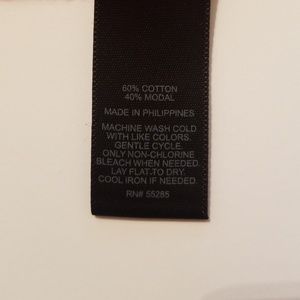 60% COTTON
40% MODAL
MADE IN PHILIPPINES
MACHINE WASH COLD
WITH LIKE COLORS.
GENTLE CYCLE.
ONLY NON-CHLORINE
BLEACH WHEN NEEDED.
LAY FLAT-TO DRY.
COOL IRON IF NEEDED.
RN# 55285